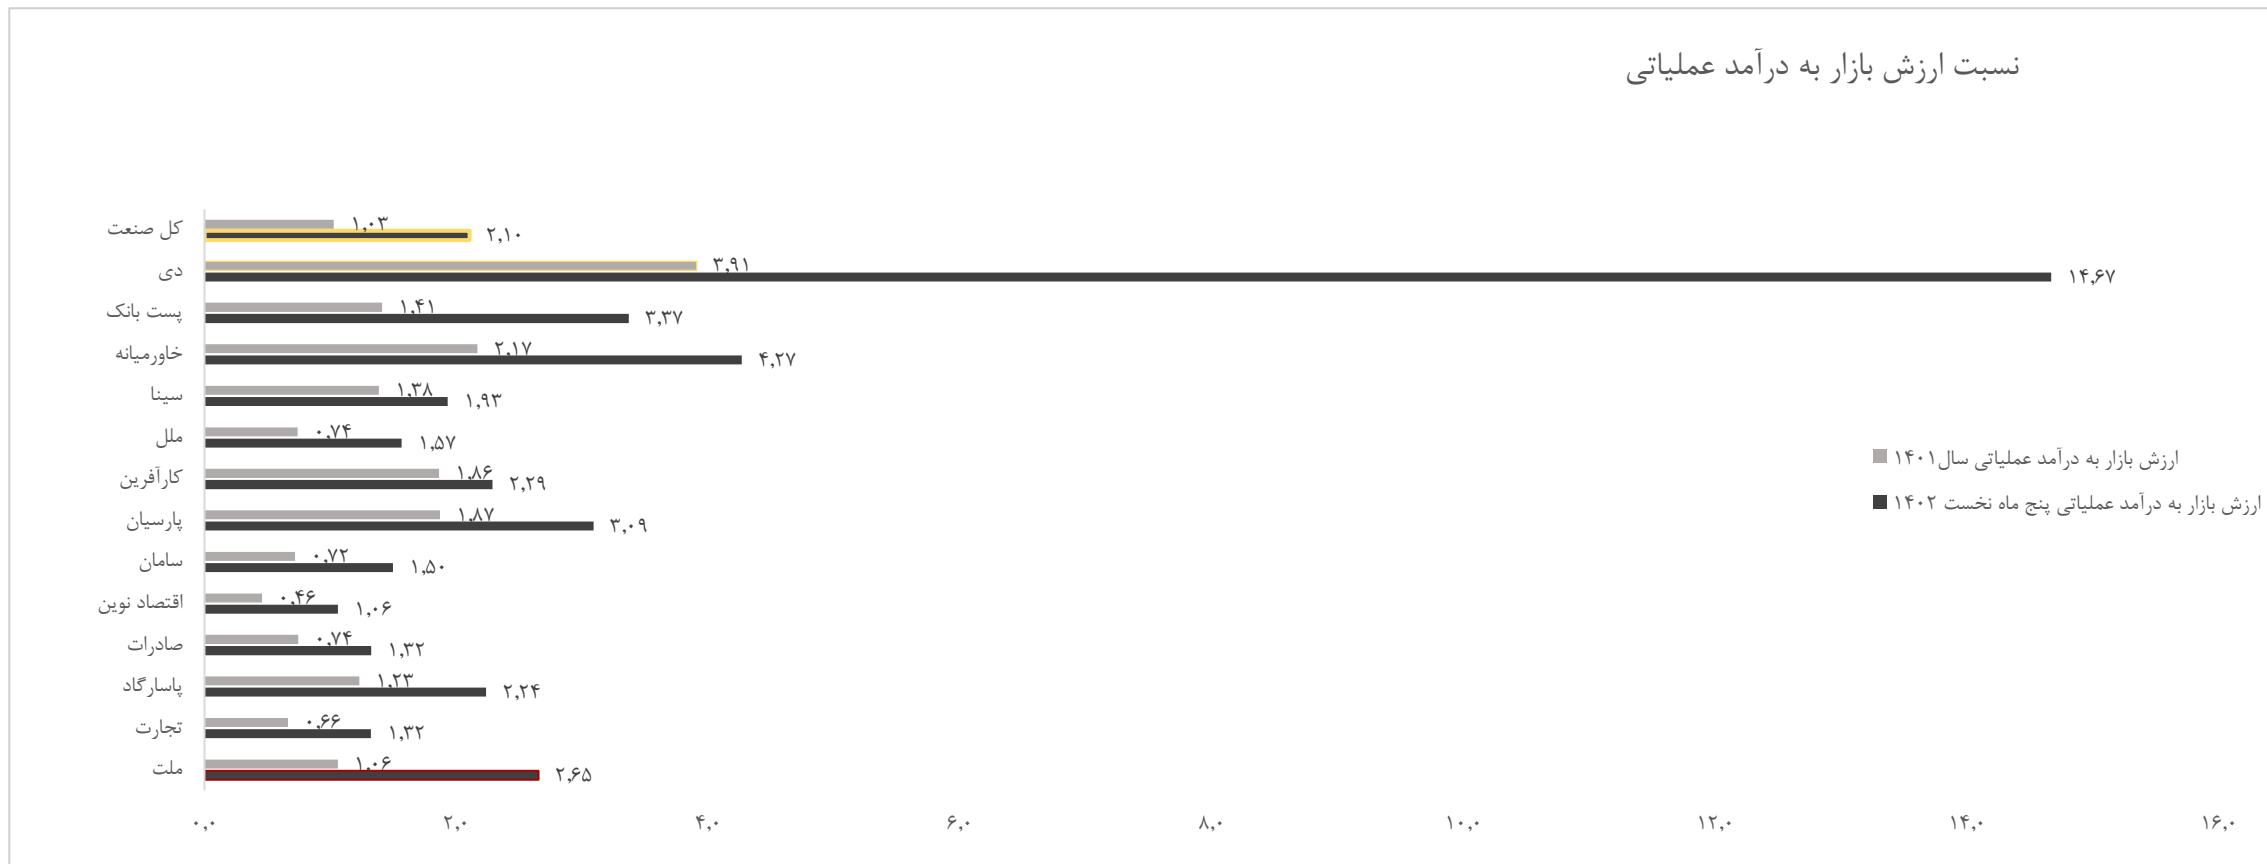 نسبت ارزش بازار به درآمد عملیاتی
کل صنعت ۱,۰۳ ۲,۱۰
دی ۳,۹۱ ۱۴,۶۷
پست بانک ۱,۴۱ ۳,۳۷
خاورمیانه ۲,۱۷ ۴,۲۷
سینا ۱,۳۸ ۱,۹۳
ملل ۰,۷۴ ۱,۵۷
کارآفرین ۱,۸۶ ۲,۲۹
پارسیان ۱,۸۷ ۳,۰۹
سامان ۰,۷۲ ۱,۵۰
اقتصاد نوین ۰,۴۶ ۱,۰۶
صادرات ۰,۷۴ ۱,۳۲
پاسارگاد ۱,۲۳ ۲,۲۴
تجارت ۰,۶۶ ۱,۳۲
ملت ۱,۰۶ ۲,۶۵
ارزش بازار به درآمد عملیاتی سال۱۴۰۱
ارزش بازار به درآمد عملیاتی پنج ماه نخست ۱۴۰۲
۰,۰ ۲,۰ ۴,۰ ۶,۰ ۸,۰ ۱۰,۰ ۱۲,۰ ۱۴,۰ ۱۶,۰